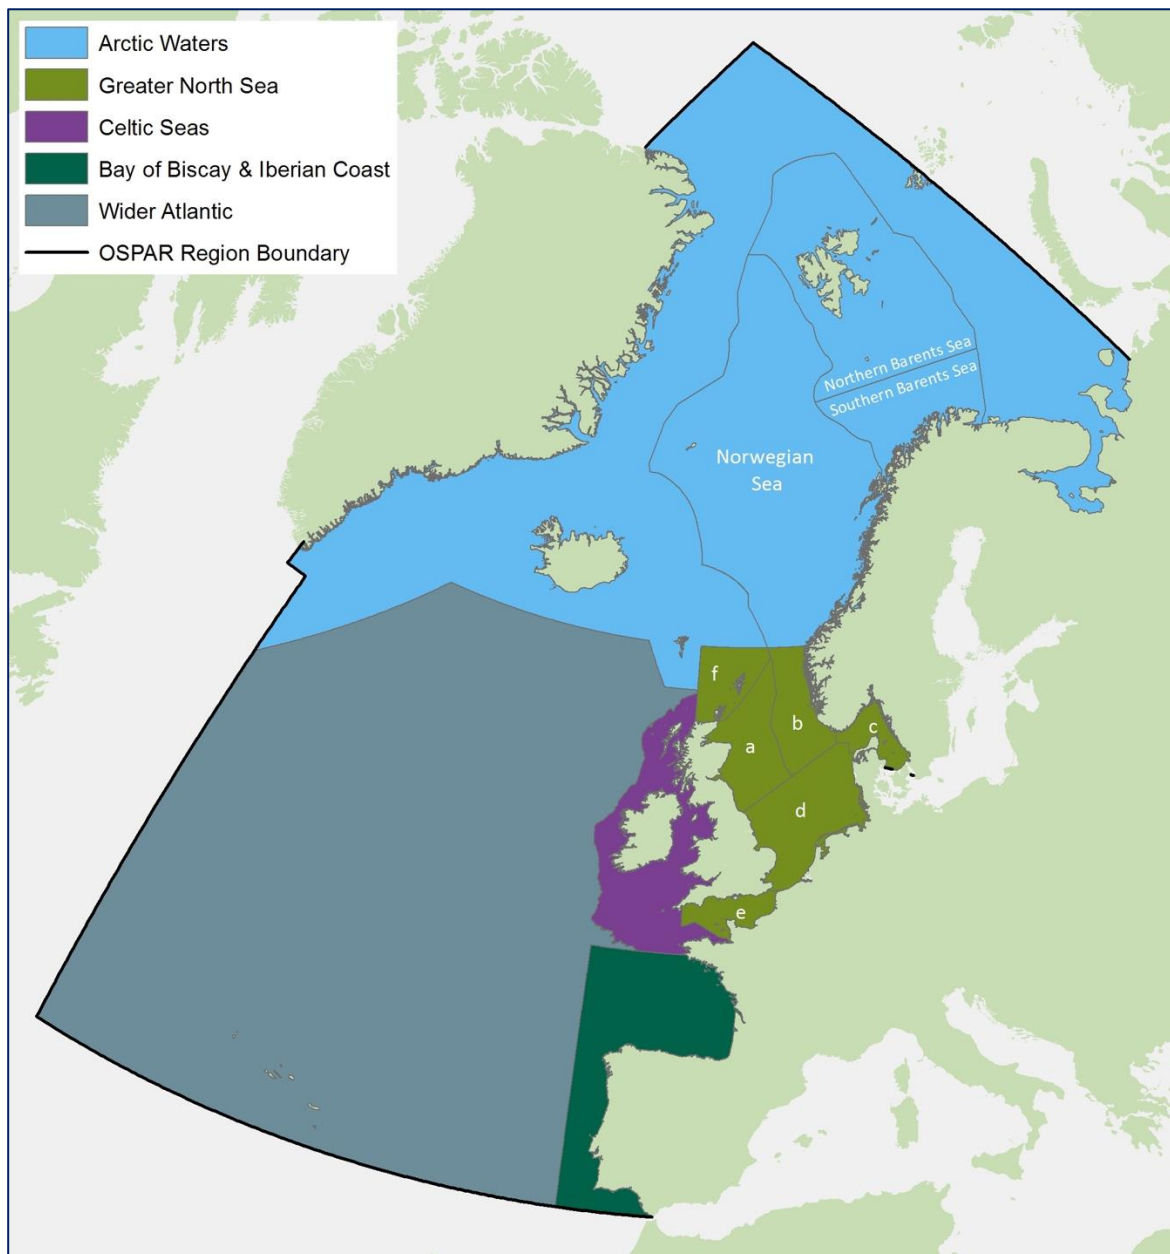 Arctic Waters
Greater North Sea
Celtic Seas
Bay of Biscay & Iberian Coast
Wider Atlantic
OSPAR Region Boundary
Northern Barents Sea
Southern Barents Sea
Norwegian
Sea
f
b
c
a
d
e